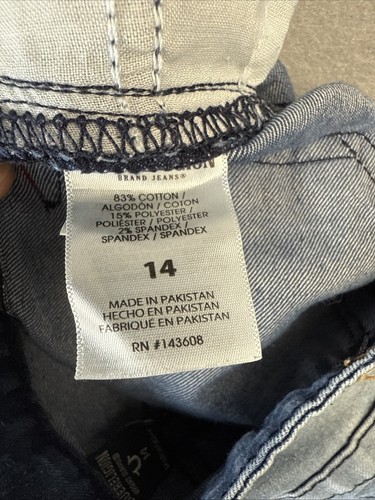 BRAND JEANS®
83% COTTON /
ALGODÓN / COTON
15% POLYESTER /
POLIÉSTER / POLYESTER
2% SPANDEX /
SPANDEX / SPANDEX
14
MADE IN PAKISTAN
HECHO EN PAKISTAN
FABRIQUÉ EN PAKISTAN
RN #143608